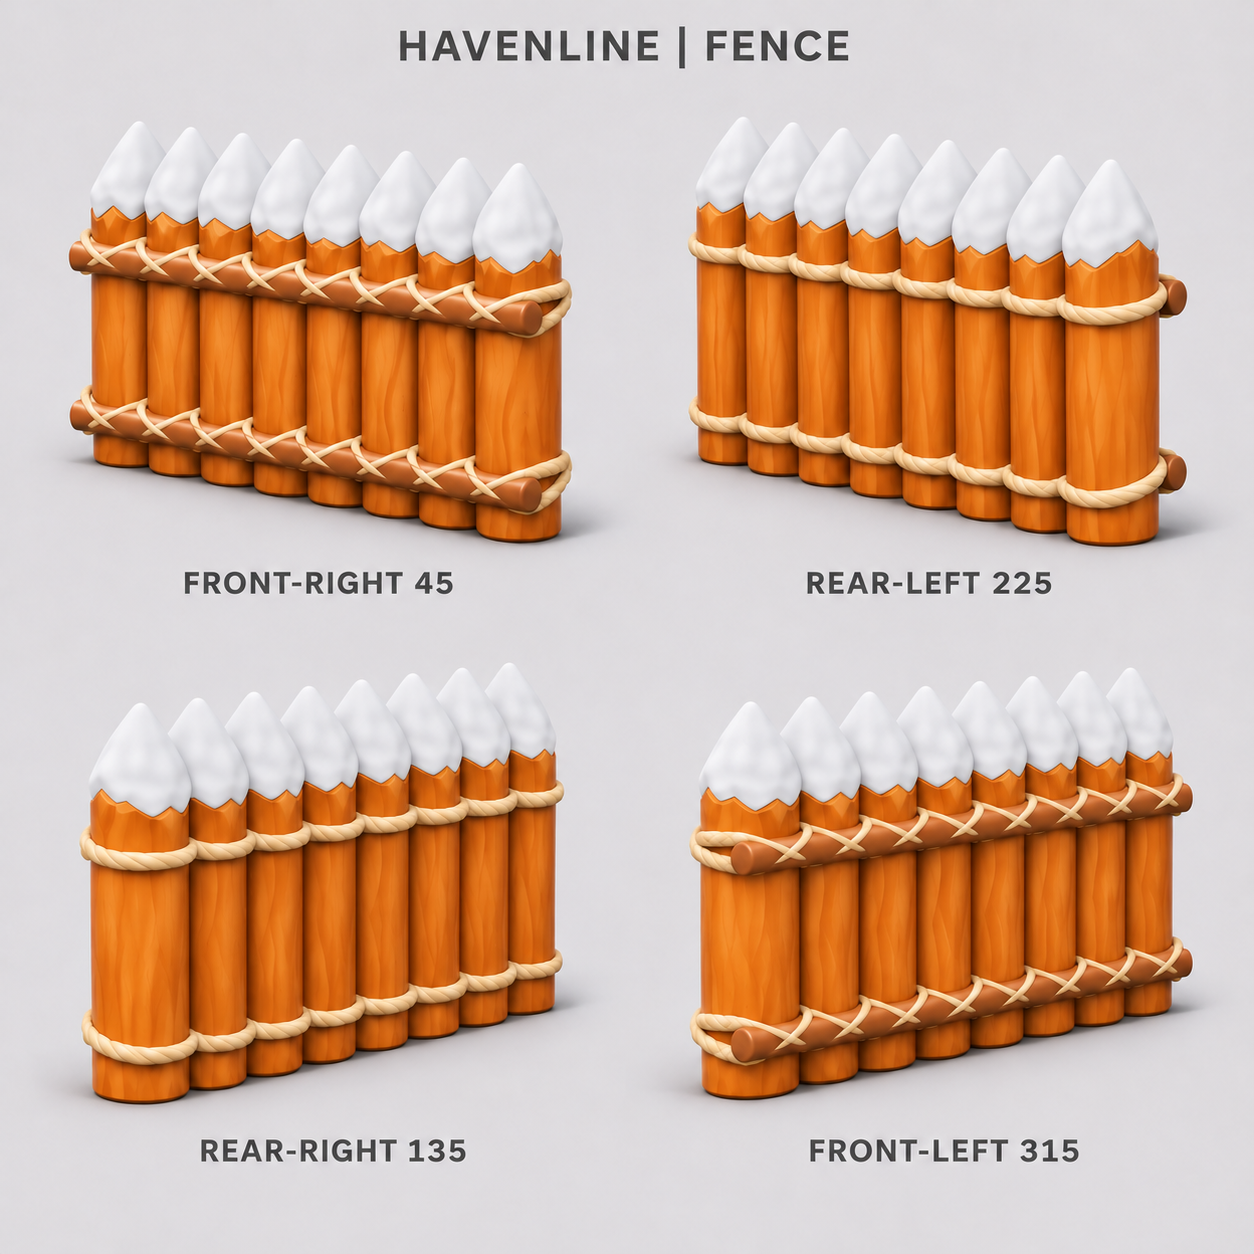 HAVENLINE | FENCE
FRONT-RIGHT 45
REAR-LEFT 225
REAR-RIGHT 135
FRONT-LEFT 315